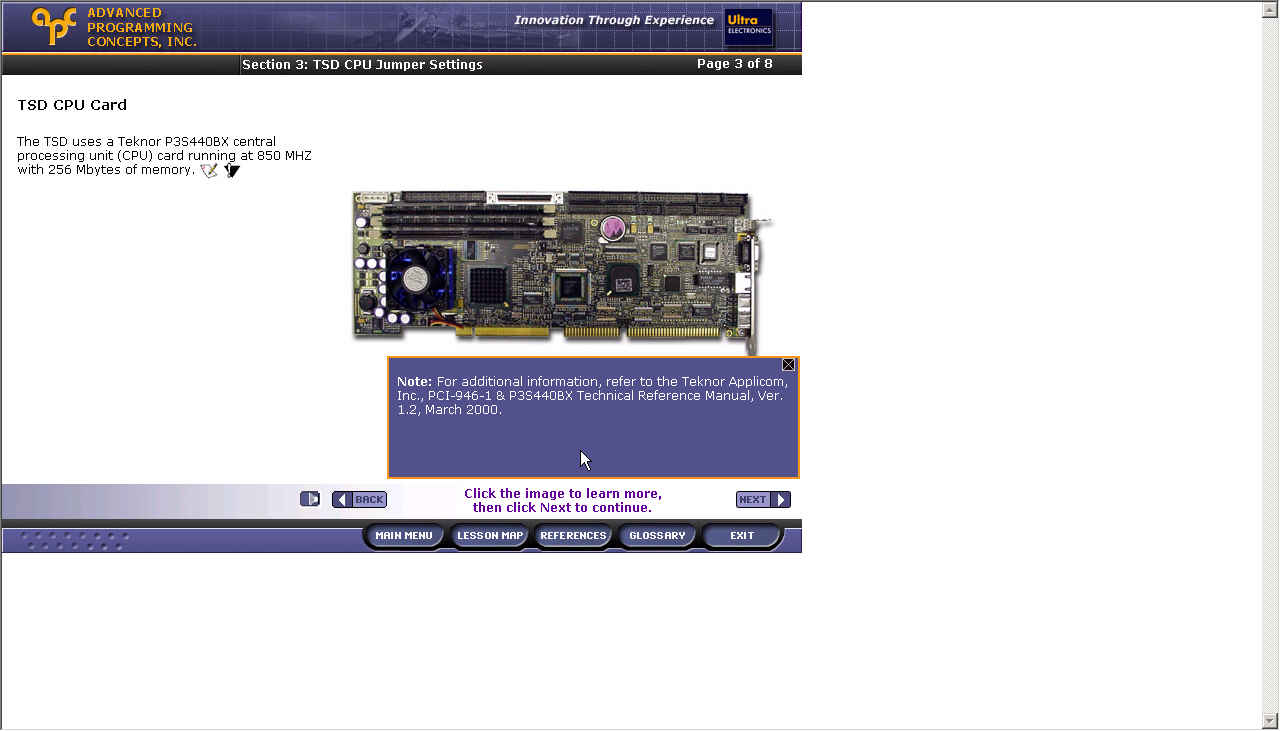 ADVANCED
PROGRAMMING
CONCEPTS, INC.
Innovation Through Experience
Ultra
ELECTRONICS
Section 3: TSD CPU Jumper Settings
Page 3 of 8
TSD CPU Card
The TSD uses a Teknor P3S440BX central
processing unit (CPU) card running at 850 MHZ
with 256 Mbytes of memory.
Note: For additional information, refer to the Teknor Applicom,
Inc., PCI-946-1 & P3S440BX Technical Reference Manual, Ver.
1.2, March 2000.
BACK
Click the image to learn more,
then click Next to continue.
NEXT
MAIN MENU
LESSON MAP
REFERENCES
GLOSSARY
EXIT